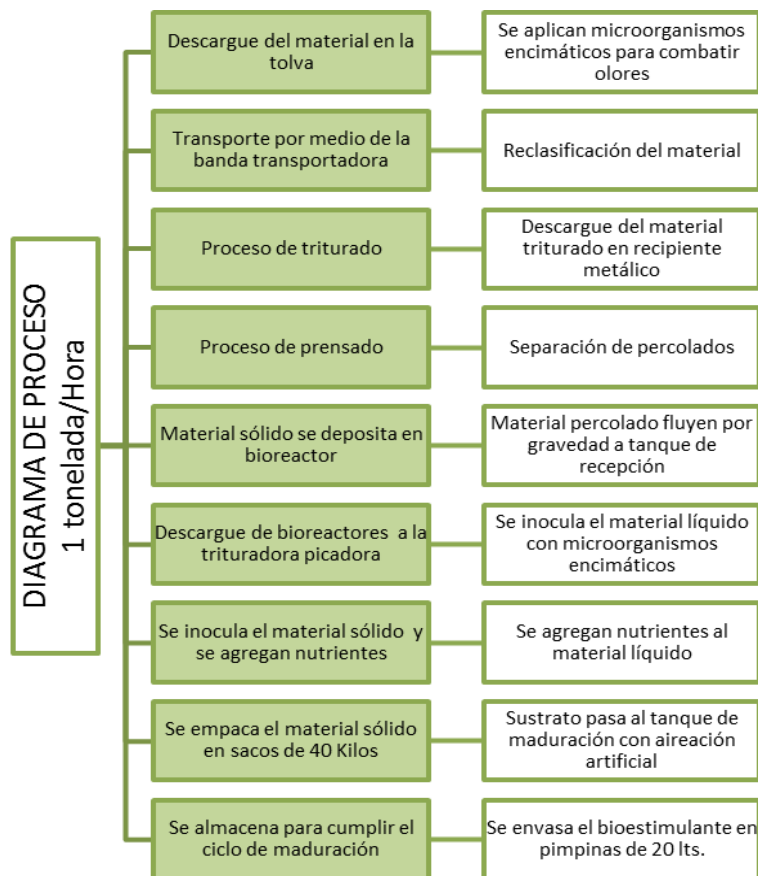 DIAGRAMA DE PROCESO
1 tonelada/Hora
Descargue del material en la
tolva
Se aplican microorganismos
encimáticos para combatir
olores
Transporte por medio de la
banda transportadora
Reclasificación del material
Proceso de triturado
Descargue del material
triturado en recipiente
metálico
Proceso de prensado
Separación de percolados
Material sólido se deposita en
bioreactor
Material percolado fluyen por
gravedad a tanque de
recepción
Descargue de bioreactores a la
trituradora picadora
Se inocula el material líquido
con microorganismos
encimáticos
Se inocula el material sólido y
se agregan nutrientes
Se agregan nutrientes al
material líquido
Se empaca el material sólido
en sacos de 40 Kilos
Sustrato pasa al tanque de
maduración con aireación
artificial
Se almacena para cumplir el
ciclo de maduración
Se envasa el bioestimulante en
pimpinas de 20 lts.